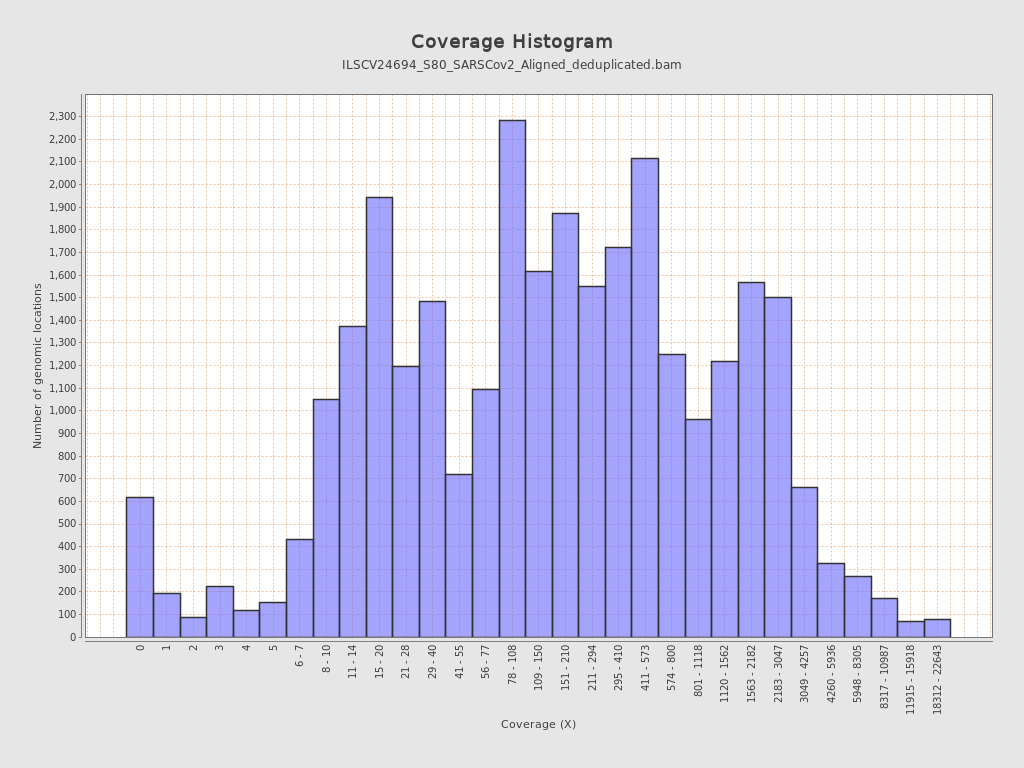 Coverage Histogram
ILSCV24694_S80_SARSCov2_Aligned_deduplicated.bam
Number of genomic locations
2,300
2,200
2,100
2,000
1,900
1,800
1,700
1,600
1,500
1,400
1,300
1,200
1,100
1,000
900
800
700
600
500
400
300
200
100
0
0
1
2
3
4
5
6 - 7
8 - 10
11 - 14
15 - 20
21 - 28
29 - 40
41 - 55
56 - 77
78 - 108
109 - 150
151 - 210
211 - 294
295 - 410
411 - 573
574 - 800
801 - 1118
1120 - 1562
1563 - 2182
2183 - 3047
3049 - 4257
4260 - 5936
5948 - 8305
8317 - 10987
11915 - 15918
18312 - 22643
Coverage (X)